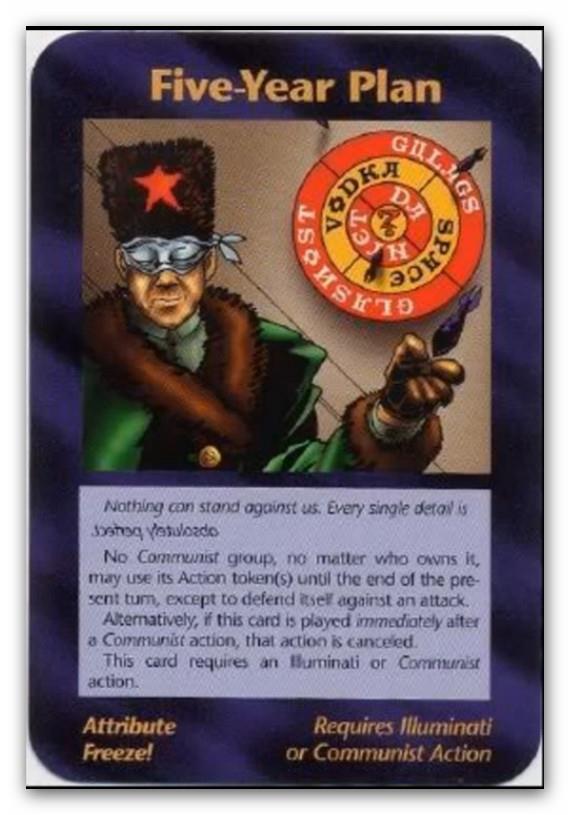 Five-Year Plan
GULAGS
VODKA
DA
?
NIET
SPACE
GLASNOST
Nothing can stand against us. Every single detail is
absolutely perfect.
No Communist group, no matter who owns it,
may use its Action token(s) until the end of the pre-
sent turn, except to defend itself against an attack.
Alternatively, if this card is played immediately after
a Communist action, that action is canceled.
This card requires an Illuminati or Communist
action.
Attribute
Freeze!
Requires Illuminati
or Communist Action